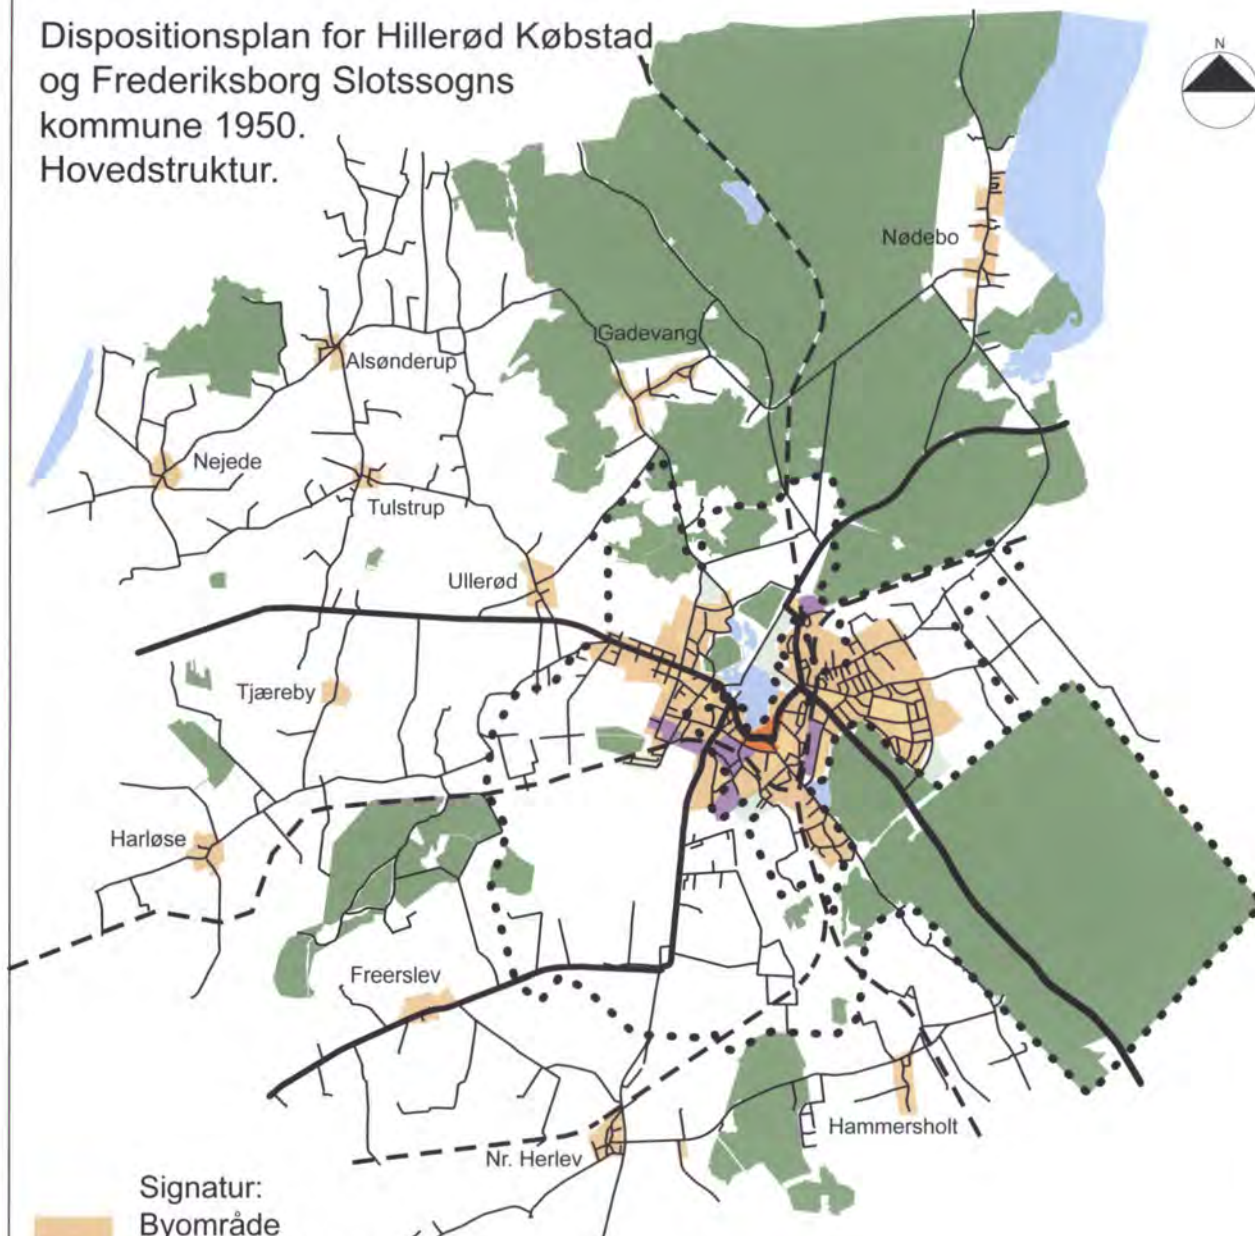 Dispositionsplan for Hillerød Købstad
og Frederiksborg Slotssogns
kommune 1950.
Hovedstruktur.
N
Nødebo
Gadevang
Alsønderup
Nejede
Tulstrup
Ullerød
Tjæreby
Harløse
Freerslev
Hammersholt
Nr. Herlev
Signatur:
Byområde